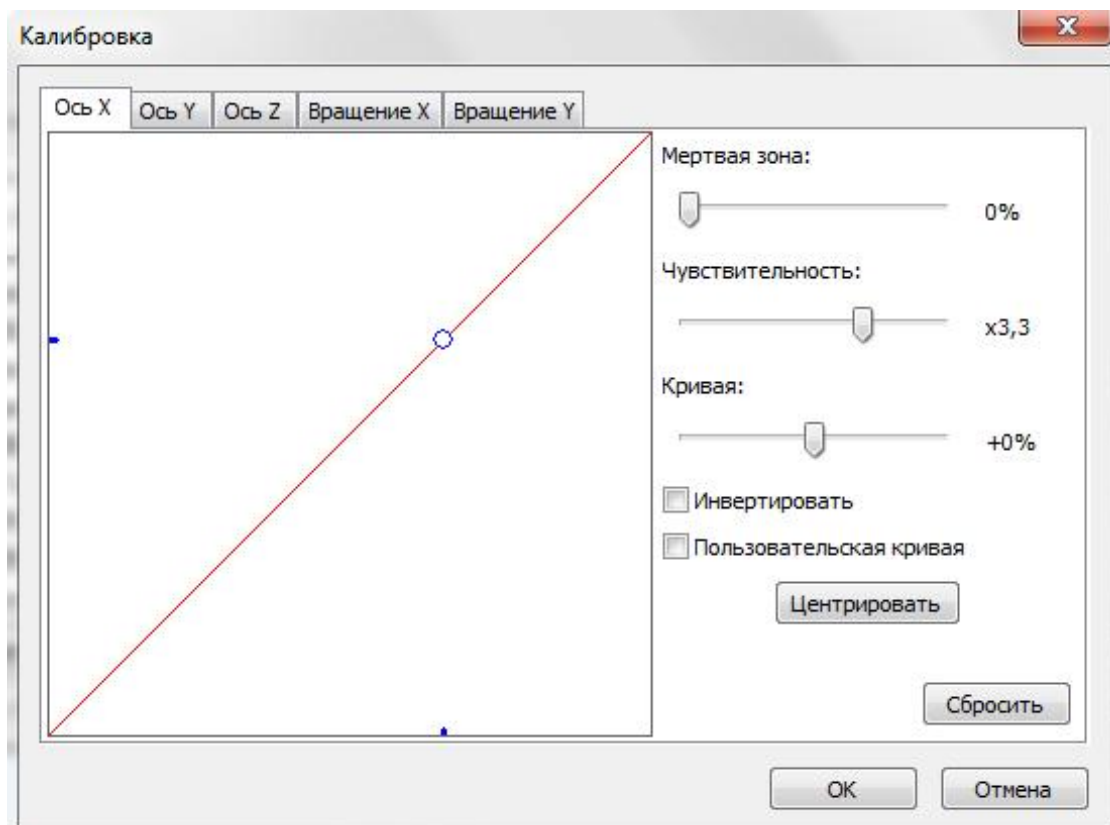 Калибровка
Ось X
Ось Y
Ось Z
Вращение X
Вращение Y
Мертвая зона:
0%
Чувствительность:
x3,3
Кривая:
+0%
Инвертировать
Пользовательская кривая
Центрировать
Сбросить
OK
Отмена